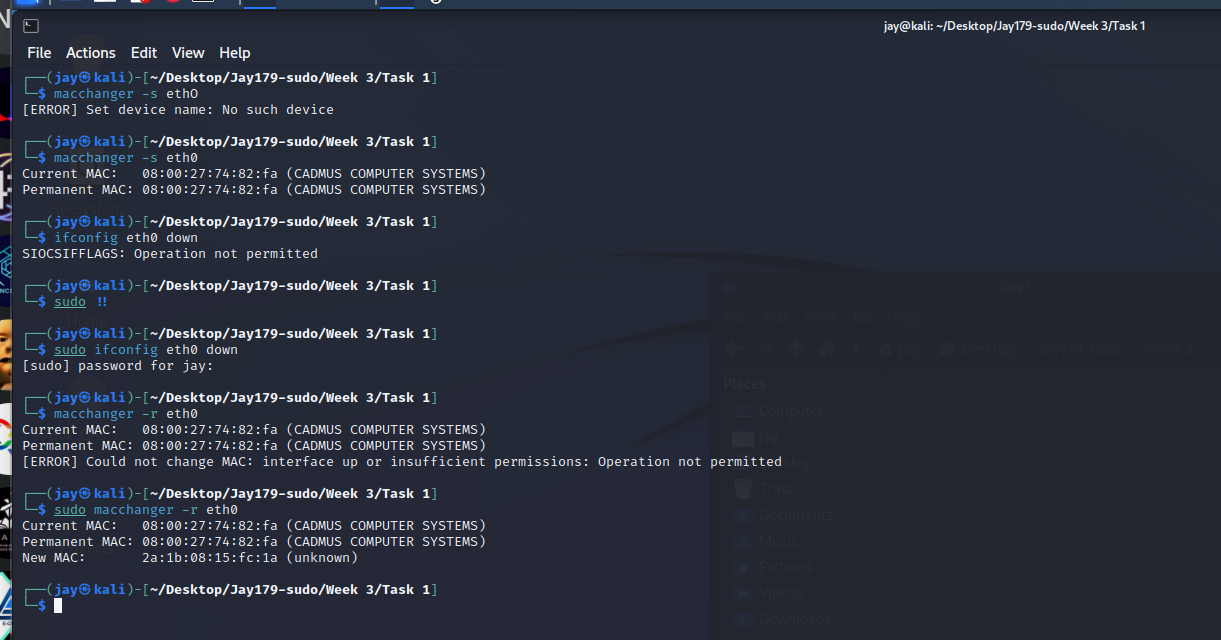 jay@kali: ~/Desktop/Jay179-sudo/Week 3/Task 1
File Actions Edit View Help
┌──(jay㉿kali)-[~/Desktop/Jay179-sudo/Week 3/Task 1]
└─$ macchanger -s ethO
[ERROR] Set device name: No such device
┌──(jay㉿kali)-[~/Desktop/Jay179-sudo/Week 3/Task 1]
└─$ macchanger -s eth0
Current MAC:   08:00:27:74:82:fa (CADMUS COMPUTER SYSTEMS)
Permanent MAC: 08:00:27:74:82:fa (CADMUS COMPUTER SYSTEMS)
┌──(jay㉿kali)-[~/Desktop/Jay179-sudo/Week 3/Task 1]
└─$ ifconfig eth0 down
SIOCSIFFLAGS: Operation not permitted
┌──(jay㉿kali)-[~/Desktop/Jay179-sudo/Week 3/Task 1]
└─$ sudo !!
┌──(jay㉿kali)-[~/Desktop/Jay179-sudo/Week 3/Task 1]
└─$ sudo ifconfig eth0 down
[sudo] password for jay:
┌──(jay㉿kali)-[~/Desktop/Jay179-sudo/Week 3/Task 1]
└─$ macchanger -r eth0
Current MAC:   08:00:27:74:82:fa (CADMUS COMPUTER SYSTEMS)
Permanent MAC: 08:00:27:74:82:fa (CADMUS COMPUTER SYSTEMS)
[ERROR] Could not change MAC: interface up or insufficient permissions: Operation not permitted
┌──(jay㉿kali)-[~/Desktop/Jay179-sudo/Week 3/Task 1]
└─$ sudo macchanger -r eth0
Current MAC:   08:00:27:74:82:fa (CADMUS COMPUTER SYSTEMS)
Permanent MAC: 08:00:27:74:82:fa (CADMUS COMPUTER SYSTEMS)
New MAC:       2a:1b:08:15:fc:1a (unknown)
┌──(jay㉿kali)-[~/Desktop/Jay179-sudo/Week 3/Task 1]
└─$
File System
Home
Task 1
File Edit View Go Help
jay Desktop Jay179-sudo Week 3
Places
Computer
jay
Desktop
Trash
Documents
Music
Pictures
Videos
Downloads